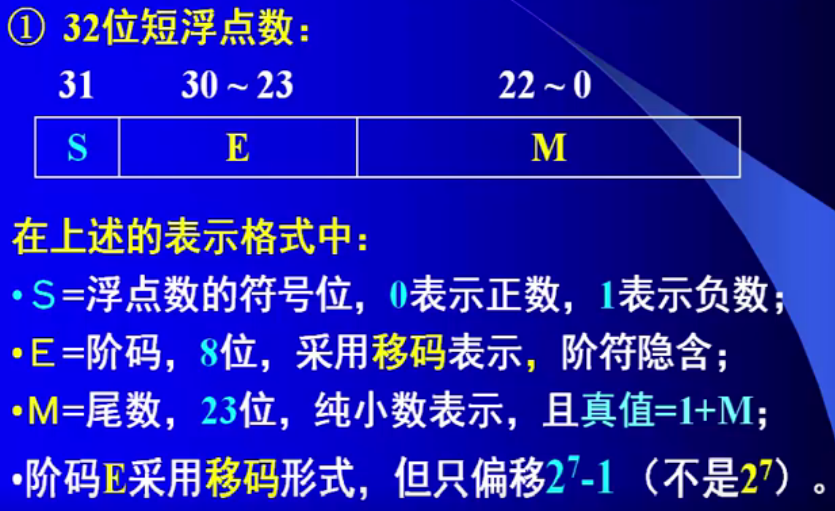 ① 32位短浮点数：
31 30 ~ 23 22 ~ 0
S E M
在上述的表示格式中：
•S=浮点数的符号位，0表示正数，1表示负数；
•E=阶码，8位，采用移码表示，阶符隐含；
•M=尾数，23位，纯小数表示，且真值=1+M；
•阶码E采用移码形式，但只偏移2⁷-1（不是2⁷）。